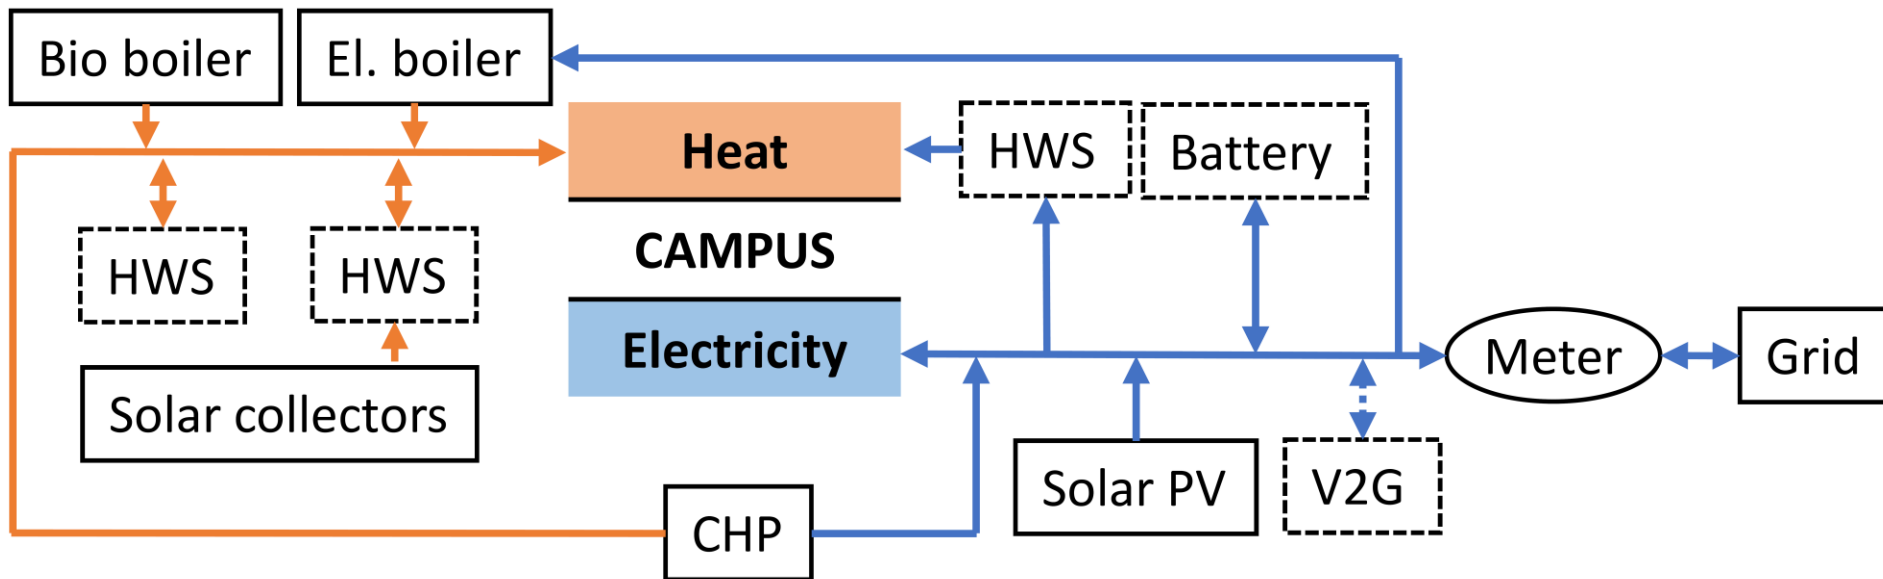 Bio boiler
El. boiler
Heat
HWS
Battery
HWS
HWS
CAMPUS
Electricity
Meter
Grid
Solar collectors
Solar PV
V2G
CHP